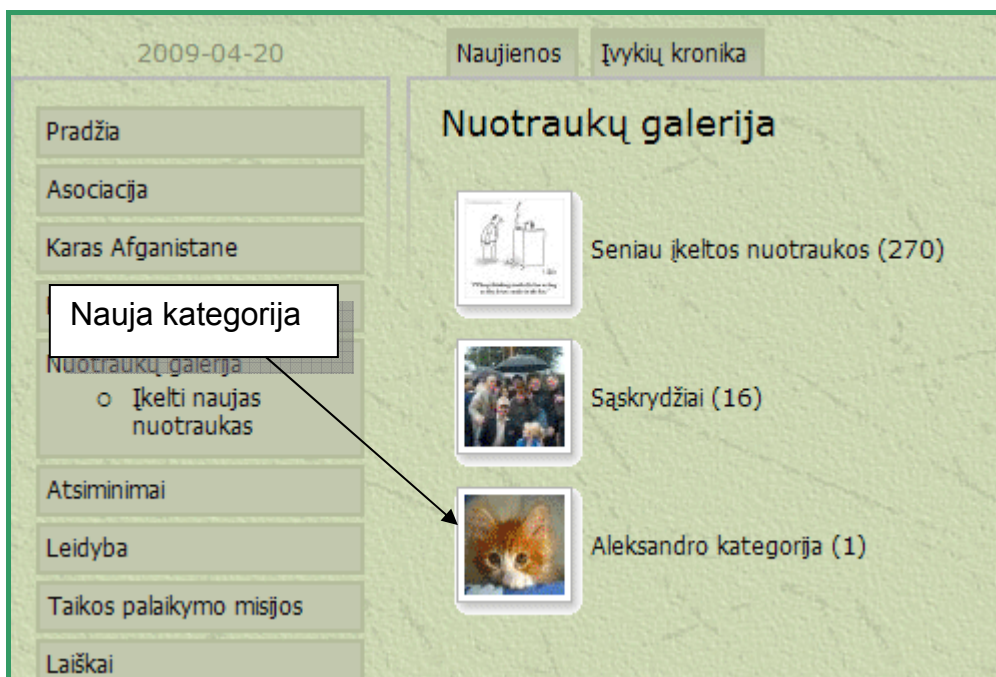 2009-04-20
Naujienos
Įvykių kronika
Pradžia
Asociacija
Karas Afganistane
Nauja kategorija
Nuotraukų galerija
Įkelti naujas
nuotraukas
Atsiminimai
Leidyba
Taikos palaikymo misijos
Laiškai
Nuotraukų galerija
Seniau įkeltos nuotraukos (270)
Sąskrydžiai (16)
Aleksandro kategorija (1)